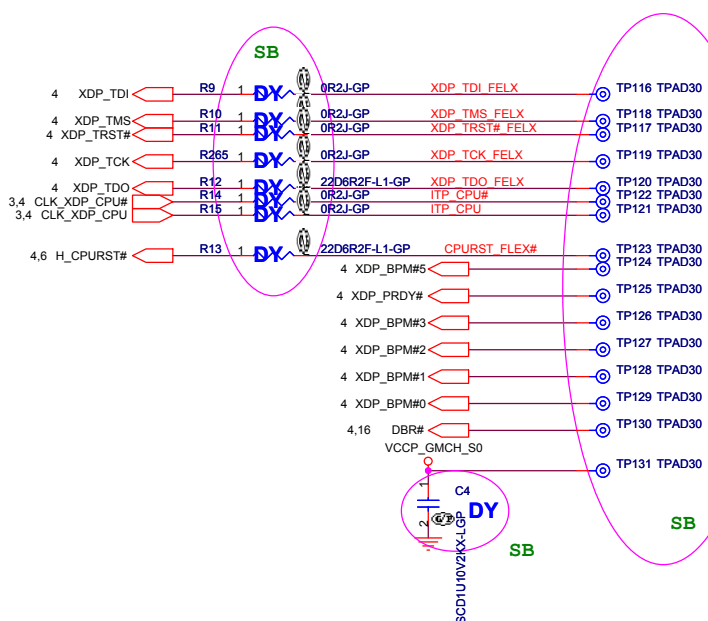 SB
4 XDP_TDI R9 1 DY 0R2J-GP XDP_TDI_FELX TP116 TPAD30
4 XDP_TMS R10 1 DY 0R2J-GP XDP_TMS_FELX TP118 TPAD30
4 XDP_TRST# R11 1 DY 0R2J-GP XDP_TRST#_FELX TP117 TPAD30
4 XDP_TCK R265 1 DY 0R2J-GP XDP_TCK_FELX TP119 TPAD30
4 XDP_TDO R12 1 DY 22D6R2F-L1-GP XDP_TDO_FELX TP120 TPAD30
3,4 CLK_XDP_CPU# R14 1 DY 0R2J-GP ITP_CPU# TP122 TPAD30
3,4 CLK_XDP_CPU R15 1 DY 0R2J-GP ITP_CPU TP121 TPAD30
4,6 H_CPURST# R13 1 DY 22D6R2F-L1-GP CPURST_FLEX# TP123 TPAD30
4 XDP_BPM#5 TP124 TPAD30
4 XDP_PRDY# TP125 TPAD30
4 XDP_BPM#3 TP126 TPAD30
4 XDP_BPM#2 TP127 TPAD30
4 XDP_BPM#1 TP128 TPAD30
4 XDP_BPM#0 TP129 TPAD30
4,16 DBR# TP130 TPAD30
VCCP_GMCH_S0
TP131 TPAD30
1
C4
DY
2
SCD1U10V2KX-LGP
SB
SB